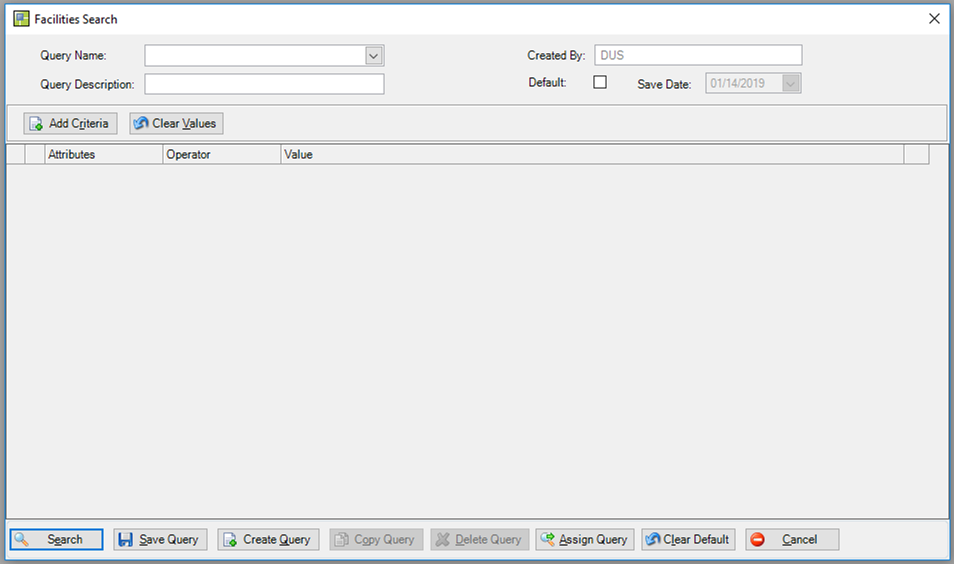 Facilities Search
Query Name: Created By: DUS
Query Description: Default: Save Date: 01/14/2019
Add Criteria Clear Values
Attributes Operator Value
Search Save Query Create Query Copy Query Delete Query Assign Query Clear Default Cancel